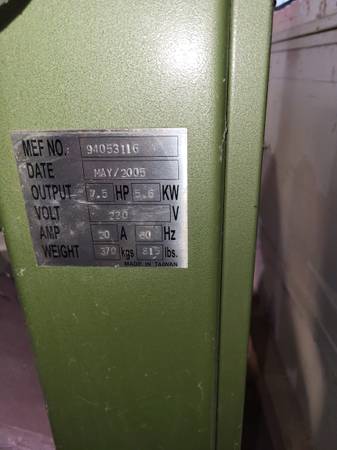 MEF NO.: 94053116
DATE MAY/2005
OUTPUT 7.5 HP 5.6 KW
VOLT 220 V
AMP 20 A 60 Hz
WEIGHT 370 kgs 815 lbs.
MADE IN TAIWAN